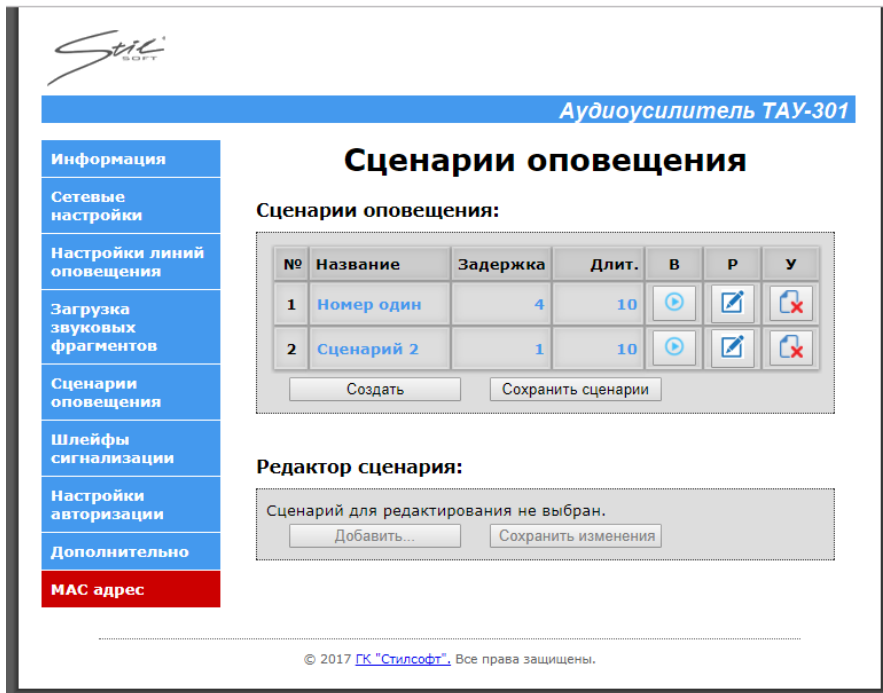 Stil
SOFT
Аудиоусилитель ТАУ-301
Информация
Сетевые
настройки
Настройки линий
оповещения
Загрузка
звуковых
фрагментов
Сценарии
оповещения
Шлейфы
сигнализации
Настройки
авторизации
Дополнительно
MAC адрес
Сценарии оповещения
Сценарии оповещения:
№ Название Задержка Длит. В Р У
1 Номер один 4 10
2 Сценарий 2 1 10
Создать Сохранить сценарии
Редактор сценария:
Сценарий для редактирования не выбран.
Добавить... Сохранить изменения
© 2017 ГК "Стилсофт". Все права защищены.